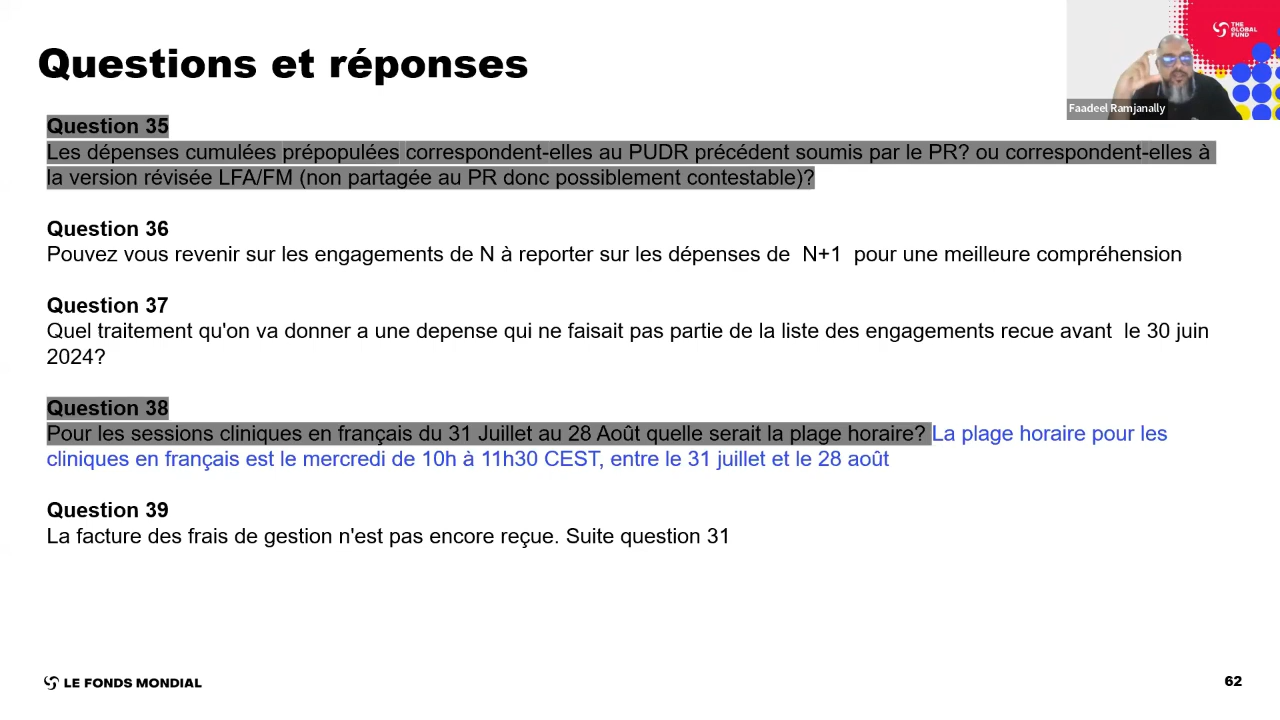 Questions et réponses
THE
GLOBAL
FUND
Faadeel Ramjanally
Question 35
Les dépenses cumulées prépopulées correspondent-elles au PUDR précédent soumis par le PR? ou correspondent-elles à
la version révisée LFA/FM (non partagée au PR donc possiblement contestable)?
Question 36
Pouvez vous revenir sur les engagements de N à reporter sur les dépenses de N+1 pour une meilleure compréhension
Question 37
Quel traitement qu'on va donner a une depense qui ne faisait pas partie de la liste des engagements recue avant le 30 juin
2024?
Question 38
Pour les sessions cliniques en français du 31 Juillet au 28 Août quelle serait la plage horaire? La plage horaire pour les
cliniques en français est le mercredi de 10h à 11h30 CEST, entre le 31 juillet et le 28 août
Question 39
La facture des frais de gestion n'est pas encore reçue. Suite question 31
LE FONDS MONDIAL
62